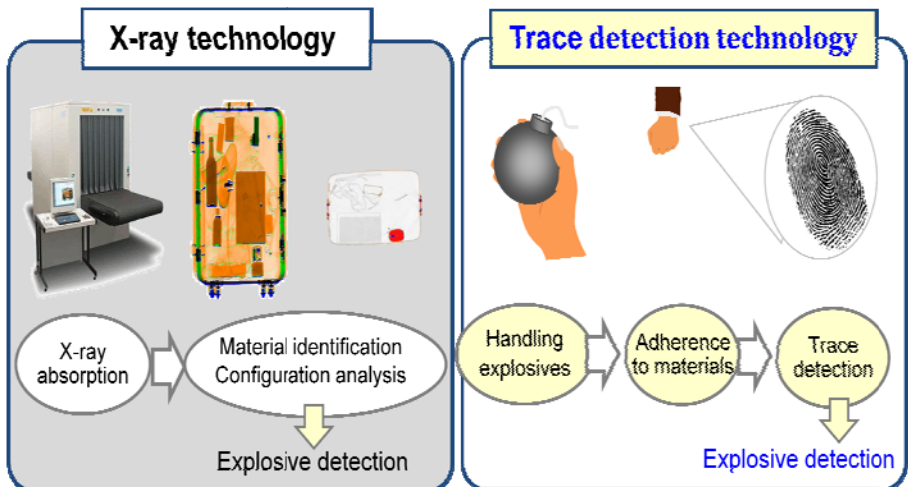 X-ray technology
Trace detection technology
X-ray
absorption
Material identification
Configuration analysis
Explosive detection
Handling
explosives
Adherence
to materials
Trace
detection
Explosive detection